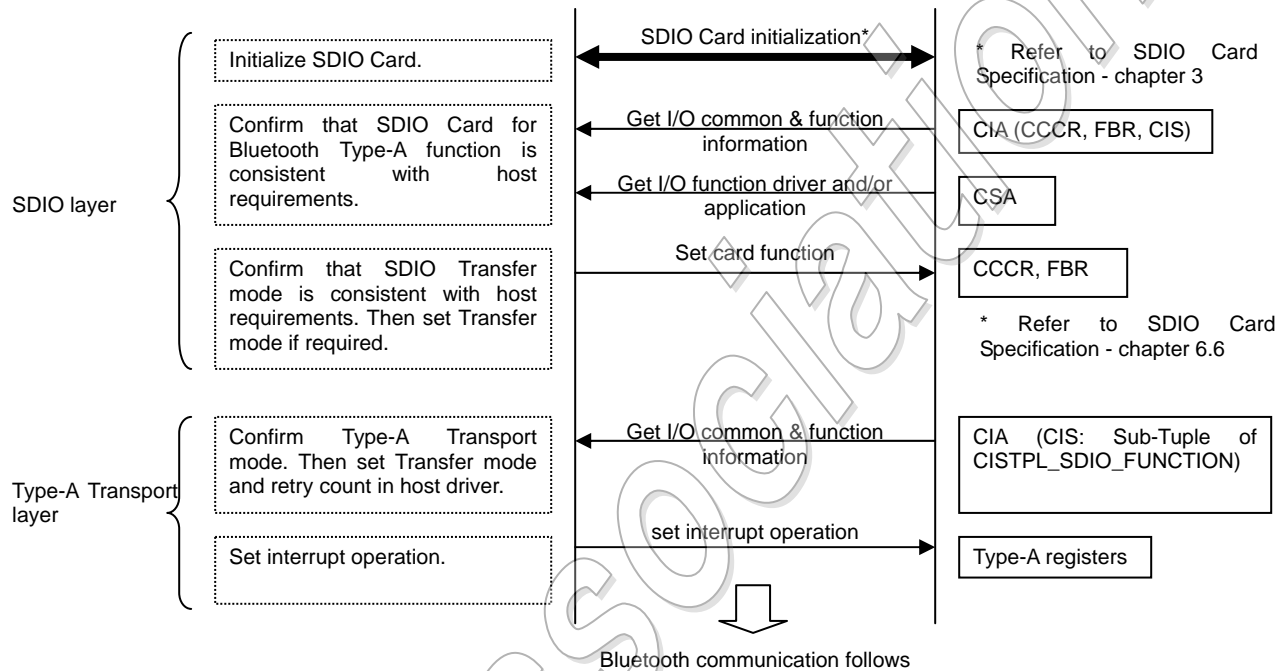 SDIO Card initialization*
Initialize SDIO Card.
* Refer to SDIO Card
Specification - chapter 3
Confirm that SDIO Card for
Bluetooth Type-A function is
consistent with host
requirements.
Get I/O common & function
information
CIA (CCCR, FBR, CIS)
SDIO layer
Get I/O function driver and/or
application
CSA
Confirm that SDIO Transfer
mode is consistent with host
requirements. Then set Transfer
mode if required.
Set card function
CCCR, FBR
* Refer to SDIO Card
Specification - chapter 6.6
Type-A Transport
layer
Confirm Type-A Transport
mode. Then set Transfer mode
and retry count in host driver.
Get I/O common & function
information
CIA (CIS: Sub-Tuple of
CISTPL_SDIO_FUNCTION)
Set interrupt operation.
set interrupt operation
Type-A registers
Bluetooth communication follows
ssociation